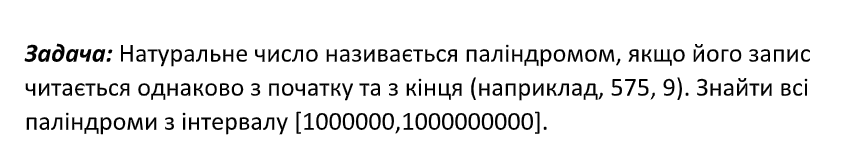 Задача: Натуральне число називається паліндромом, якщо його запис
читається однаково з початку та з кінця (наприклад, 575, 9). Знайти всі
паліндроми з інтервалу [1000000,1000000000].